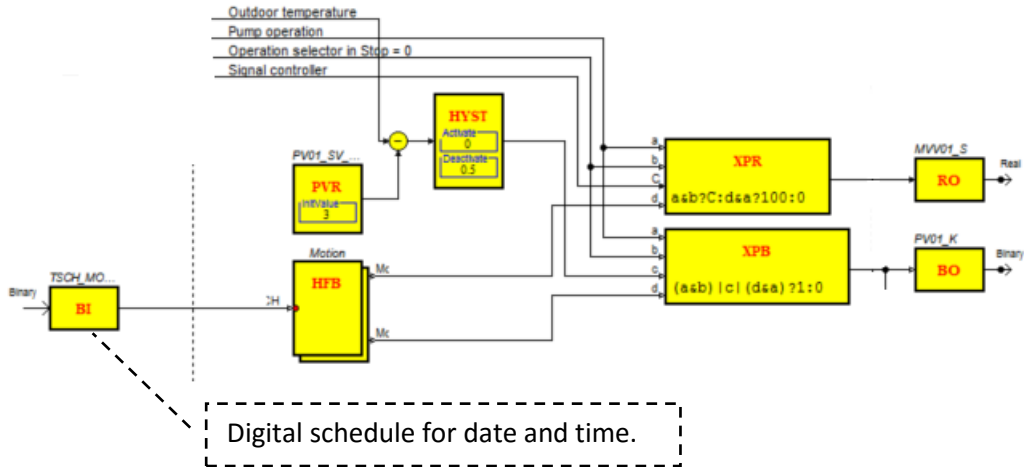 Outdoor temperature
Pump operation
Operation selector in Stop = 0
Signal controller
HYST
Activate
0
Deactivate
0.5
PV01_SV_...
PVR
InitValue
3
a
b
C
d
XPR
a&b?C:d&a?100:0
MVV01_S
RO
Real
a
b
c
d
XPB
(a&b)|c|(d&a)?1:0
PV01_K
BO
Binary
Motion
HFB
Mc
Mc
CH
TSCH_MO...
Binary
BI
Digital schedule for date and time.